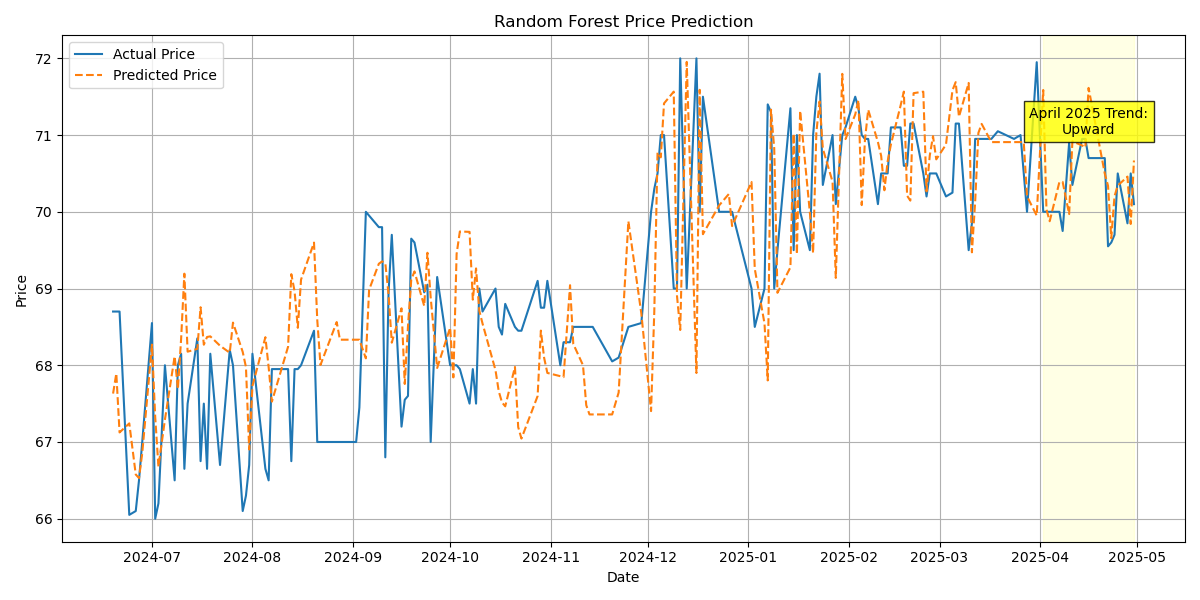 Random Forest Price Prediction
Actual Price
Predicted Price
April 2025 Trend:
Upward
Price
72
71
70
69
68
67
66
2024-07 2024-08 2024-09 2024-10 2024-11 2024-12 2025-01 2025-02 2025-03 2025-04 2025-05
Date